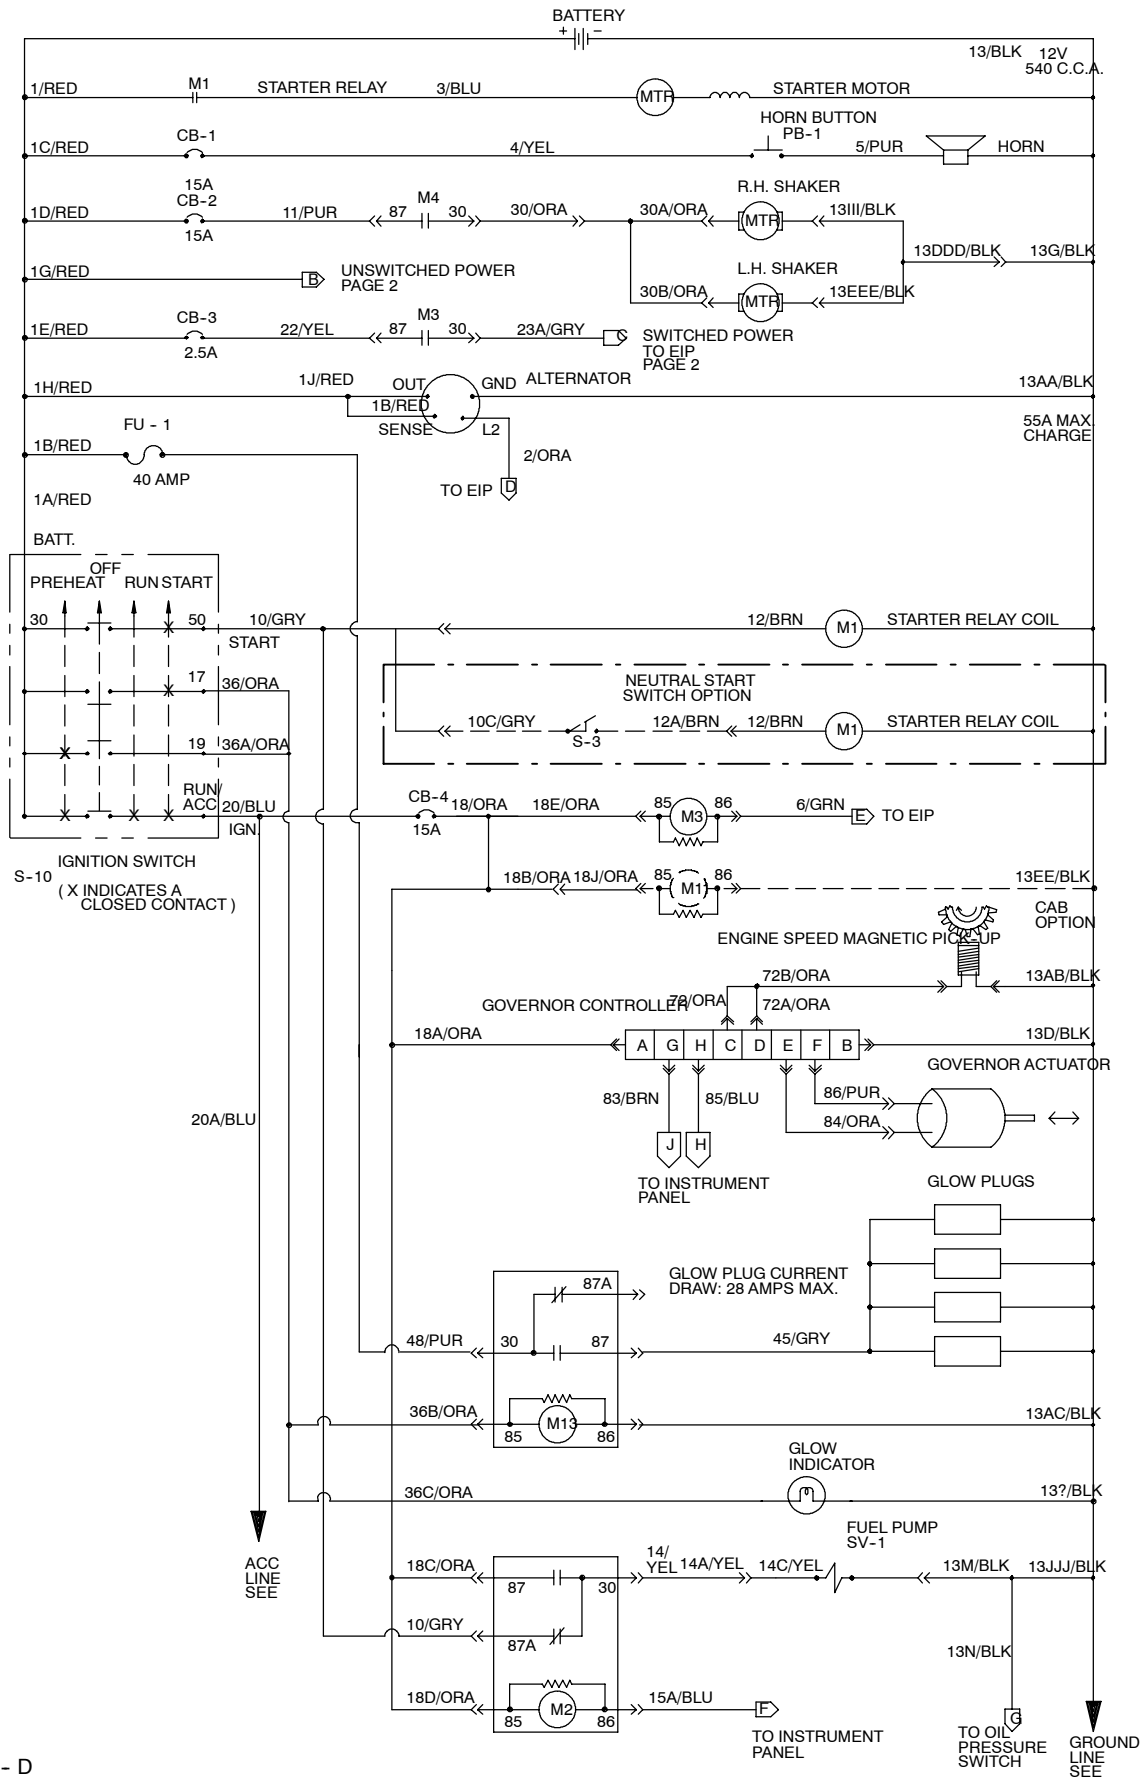 BATTERY
+ −
13/BLK 12V
540 C.C.A.
1/RED M1 STARTER RELAY 3/BLU MTR STARTER MOTOR
HORN BUTTON
PB-1
CB-1
1C/RED 4/YEL 5/PUR HORN
15A
CB-2 M4 R.H. SHAKER
1D/RED 11/PUR 87 30 30/ORA 30A/ORA MTR 13III/BLK
15A
13DDD/BLK 13G/BLK
1G/RED B UNSWITCHED POWER
PAGE 2
L.H. SHAKER
30B/ORA MTR 13EEE/BLK
CB-3 M3
1E/RED 22/YEL 87 30 23A/GRY C SWITCHED POWER
2.5A TO EIP
PAGE 2
1H/RED 1J/RED OUT GND ALTERNATOR 13AA/BLK
1B/RED
SENSE L2
55A MAX.
CHARGE
FU - 1
1B/RED
40 AMP
2/ORA
TO EIP D
1A/RED
BATT.
OFF
PREHEAT RUN START
30 X 50 10/GRY 12/BRN M1 STARTER RELAY COIL
START
X 17 36/ORA
NEUTRAL START
SWITCH OPTION
10C/GRY S-3 12A/BRN 12/BRN M1 STARTER RELAY COIL
X 19 36A/ORA
RUN/
ACC
X X X 20/BLU
IGN.
CB-4 18/ORA 18E/ORA 85 M3 86 6/GRN E TO EIP
15A
S-10 IGNITION SWITCH
( X INDICATES A
CLOSED CONTACT )
18B/ORA 18J/ORA 85 M11 86 13EE/BLK
CAB
OPTION
ENGINE SPEED MAGNETIC PICK-UP
72B/ORA 13AB/BLK
GOVERNOR CONTROLLER 72/ORA 72A/ORA
18A/ORA A G H C D E F B 13D/BLK
GOVERNOR ACTUATOR
83/BRN 85/BLU 86/PUR
84/ORA
20A/BLU
J H
TO INSTRUMENT
PANEL
GLOW PLUGS
87A GLOW PLUG CURRENT
DRAW: 28 AMPS MAX.
48/PUR 30 87 45/GRY
36B/ORA 85 M13 86 13AC/BLK
GLOW
INDICATOR
36C/ORA 13?/BLK
FUEL PUMP
SV-1
ACC
LINE
SEE
18C/ORA 87 30 14/
YEL 14A/YEL 14C/YEL 13M/BLK 13JJJ/BLK
10/GRY 87A
13N/BLK
18D/ORA 85 M2 86 15A/BLU F
TO INSTRUMENT
PANEL
G
TO OIL
PRESSURE
SWITCH
GROUND
LINE
SEE
- D